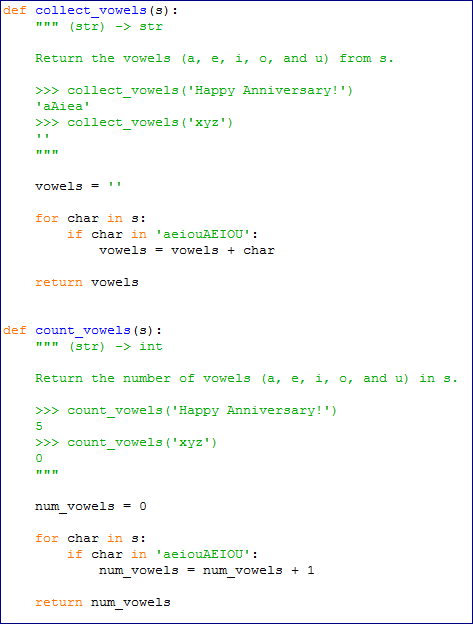 def collect_vowels(s):
    """ (str) -> str

    Return the vowels (a, e, i, o, and u) from s.

    >>> collect_vowels('Happy Anniversary!')
    'aAiea'
    >>> collect_vowels('xyz')
    ''
    """

    vowels = ''

    for char in s:
        if char in 'aeiouAEIOU':
            vowels = vowels + char

    return vowels


def count_vowels(s):
    """ (str) -> int

    Return the number of vowels (a, e, i, o, and u) in s.

    >>> count_vowels('Happy Anniversary!')
    5
    >>> count_vowels('xyz')
    0
    """

    num_vowels = 0

    for char in s:
        if char in 'aeiouAEIOU':
            num_vowels = num_vowels + 1

    return num_vowels